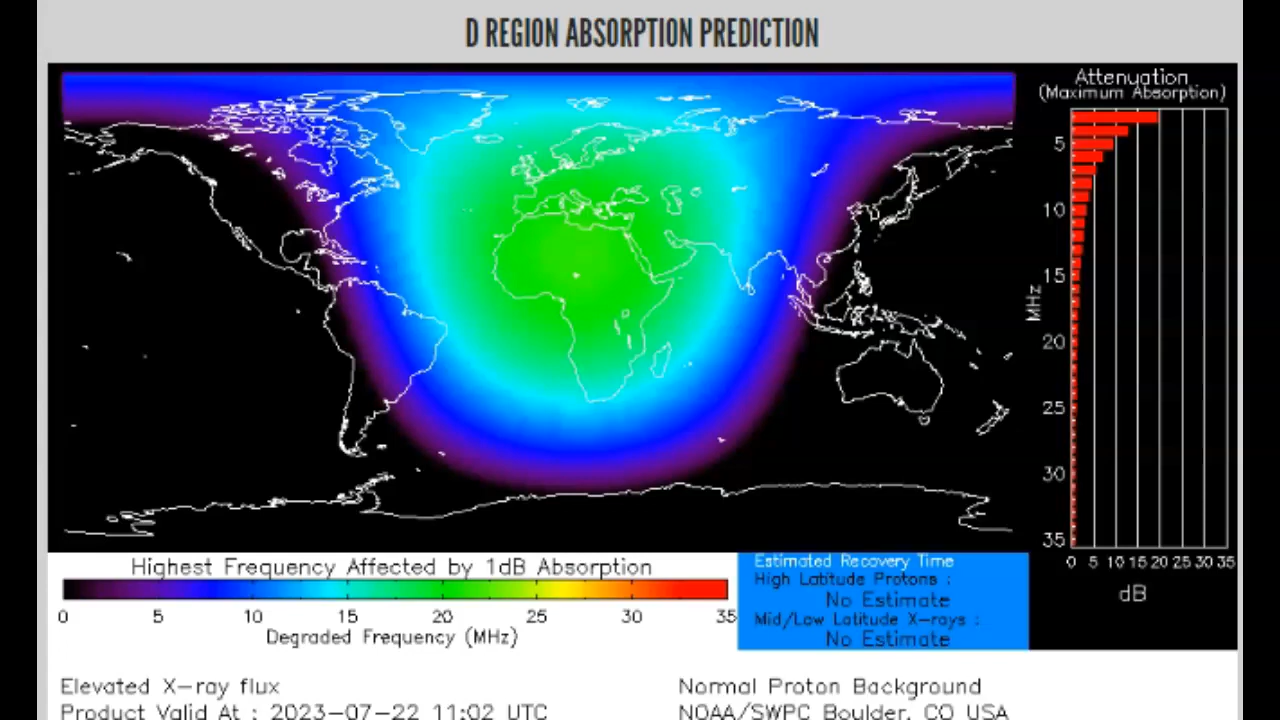 D REGION ABSORPTION PREDICTION
Attenuation
(Maximum Absorption)
5
10
15
20
25
30
35
MHz
0 5 10 15 20 25 30 35
dB
Highest Frequency Affected by 1dB Absorption
0 5 10 15 20 25 30 35
Degraded Frequency (MHz)
Estimated Recovery Time
High Latitude Protons :
No Estimate
Mid/Low Latitude X-rays :
No Estimate
Elevated X-ray flux
Normal Proton Background
Product Valid At : 2023-07-22 11:02 UTC
NOAA/SWPC Boulder, CO USA